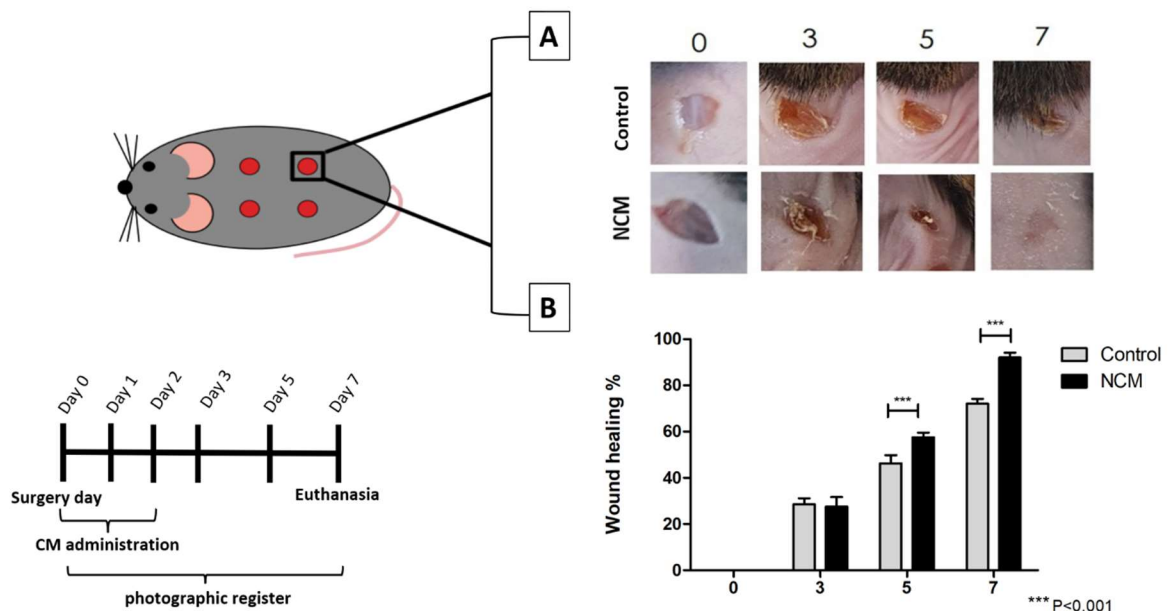 A
B
Day 0
Day 1
Day 2
Day 3
Day 5
Day 7
Surgery day
Euthanasia
CM administration
photographic register
0 3 5 7
Control
NCM
Wound healing %
100
80
60
40
20
0
***
***
0 3 5 7
Control
NCM
*** P<0.001